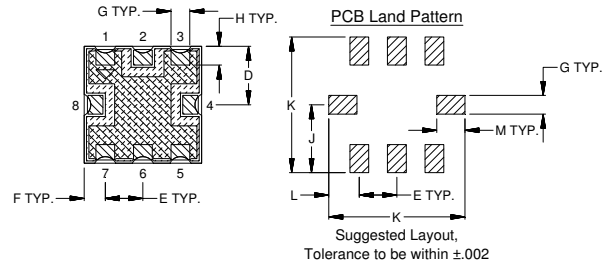 G TYP.
H TYP.
1
2
3
D
8
4
7
6
5
F TYP.
E TYP.
PCB Land Pattern
G TYP.
K
J
M TYP.
L
E TYP.
K
Suggested Layout,
Tolerance to be within ±.002